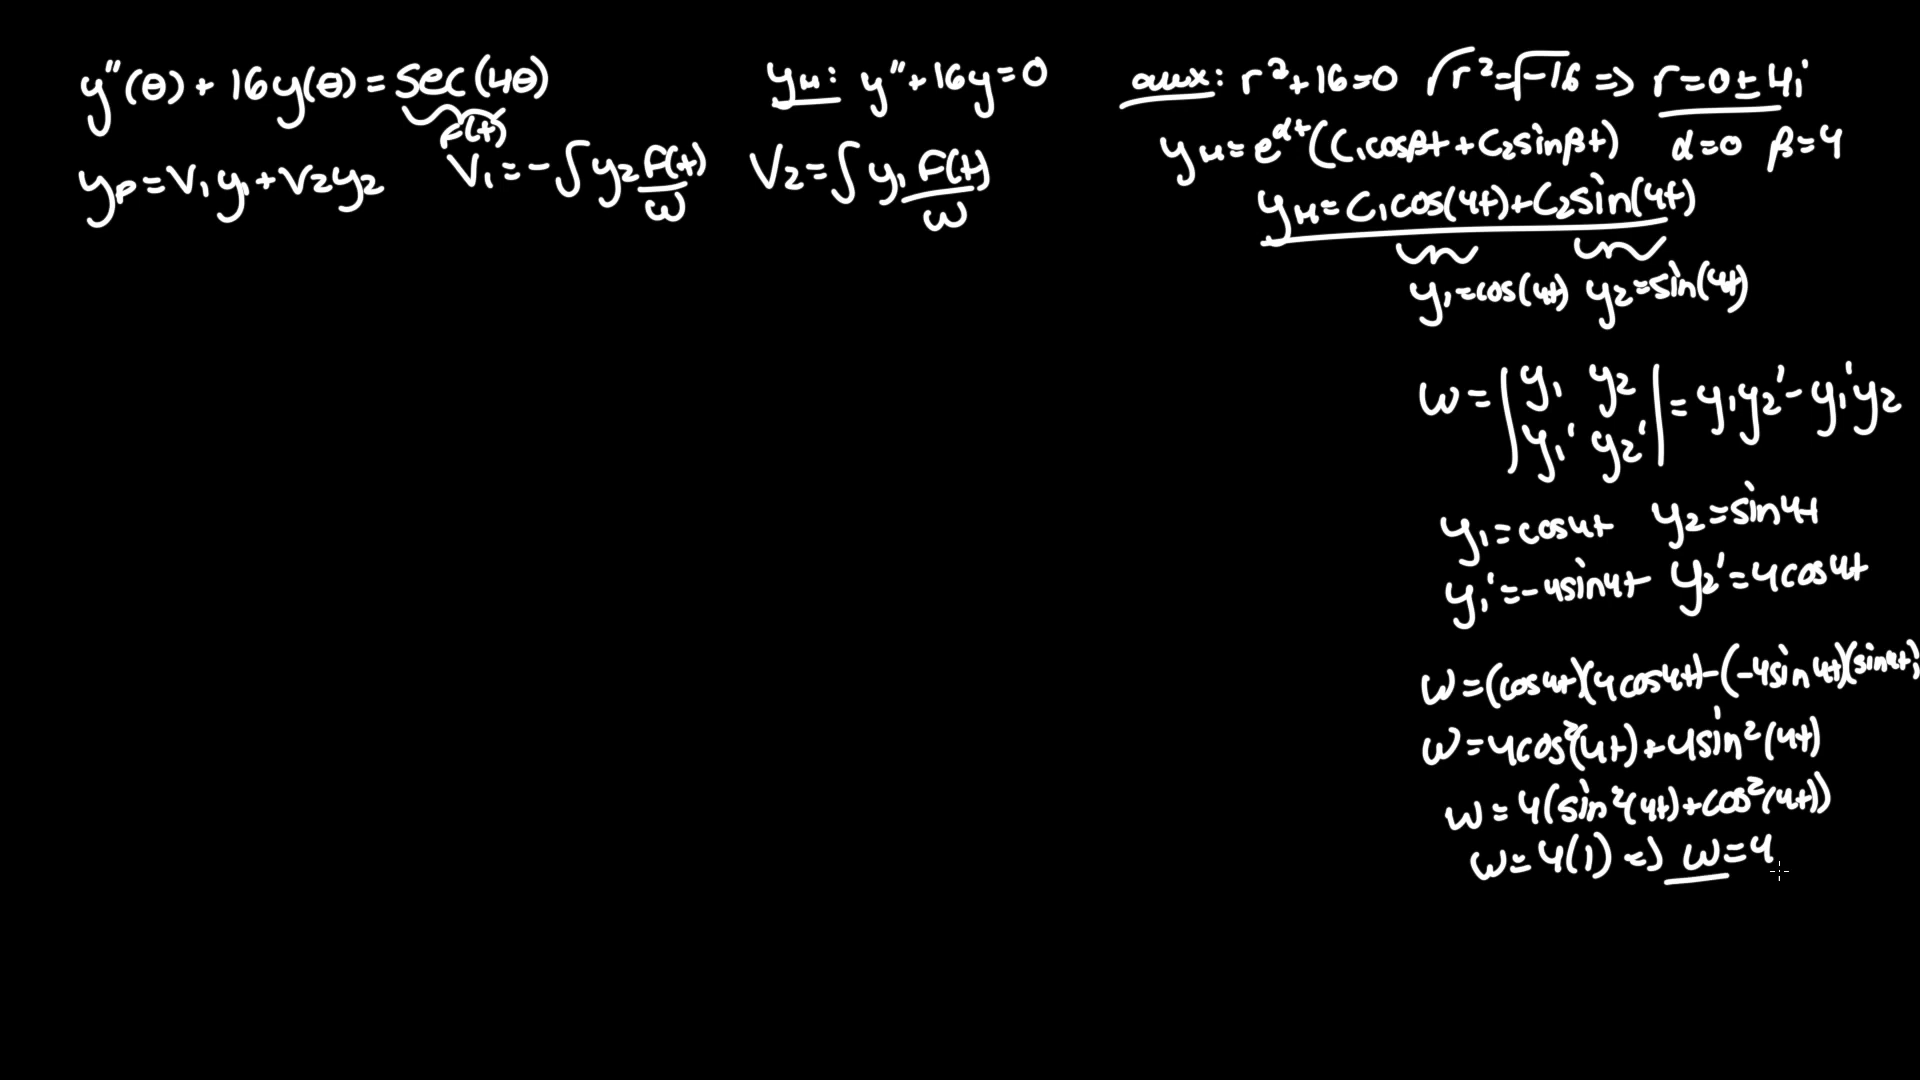 y''(θ) + 16y(θ) = sec(4θ)
f(t)
yp = v₁y₁ + v₂y₂   v₁ = -∫ y₂ f(t)/w   v₂ = ∫ y₁ f(t)/w
y_H: y'' + 16y = 0   aux: r² + 16 = 0   √r² = √-16 => r = 0 ± 4i
y_H = e^αt (C₁cosβt + C₂sinβt)   α = 0   β = 4
y_H = C₁cos(4t) + C₂sin(4t)
y₁ = cos(4t)   y₂ = sin(4t)
w = | y₁ y₂ | = y₁y₂' - y₁'y₂
| y₁' y₂' |
y₁ = cos4t   y₂ = sin4t
y₁' = -4sin4t   y₂' = 4cos4t
w = (cos4t)(4cos4t) - (-4sin4t)(sin4t)
w = 4cos²(4t) + 4sin²(4t)
w = 4(sin²(4t) + cos²(4t))
w = 4(1) => w = 4